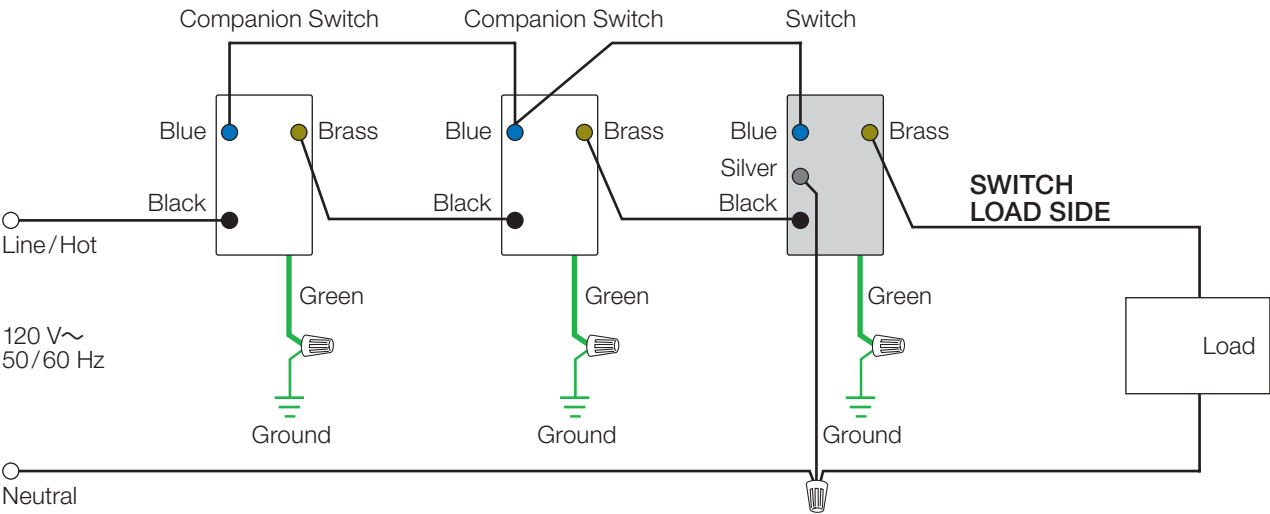 Companion Switch
Companion Switch
Switch
Blue
Brass
Blue
Brass
Blue
Brass
Silver
Black
Black
Black
SWITCH
LOAD SIDE
Line/Hot
Green
Green
Green
120 V~
50/60 Hz
Load
Ground
Ground
Ground
Neutral